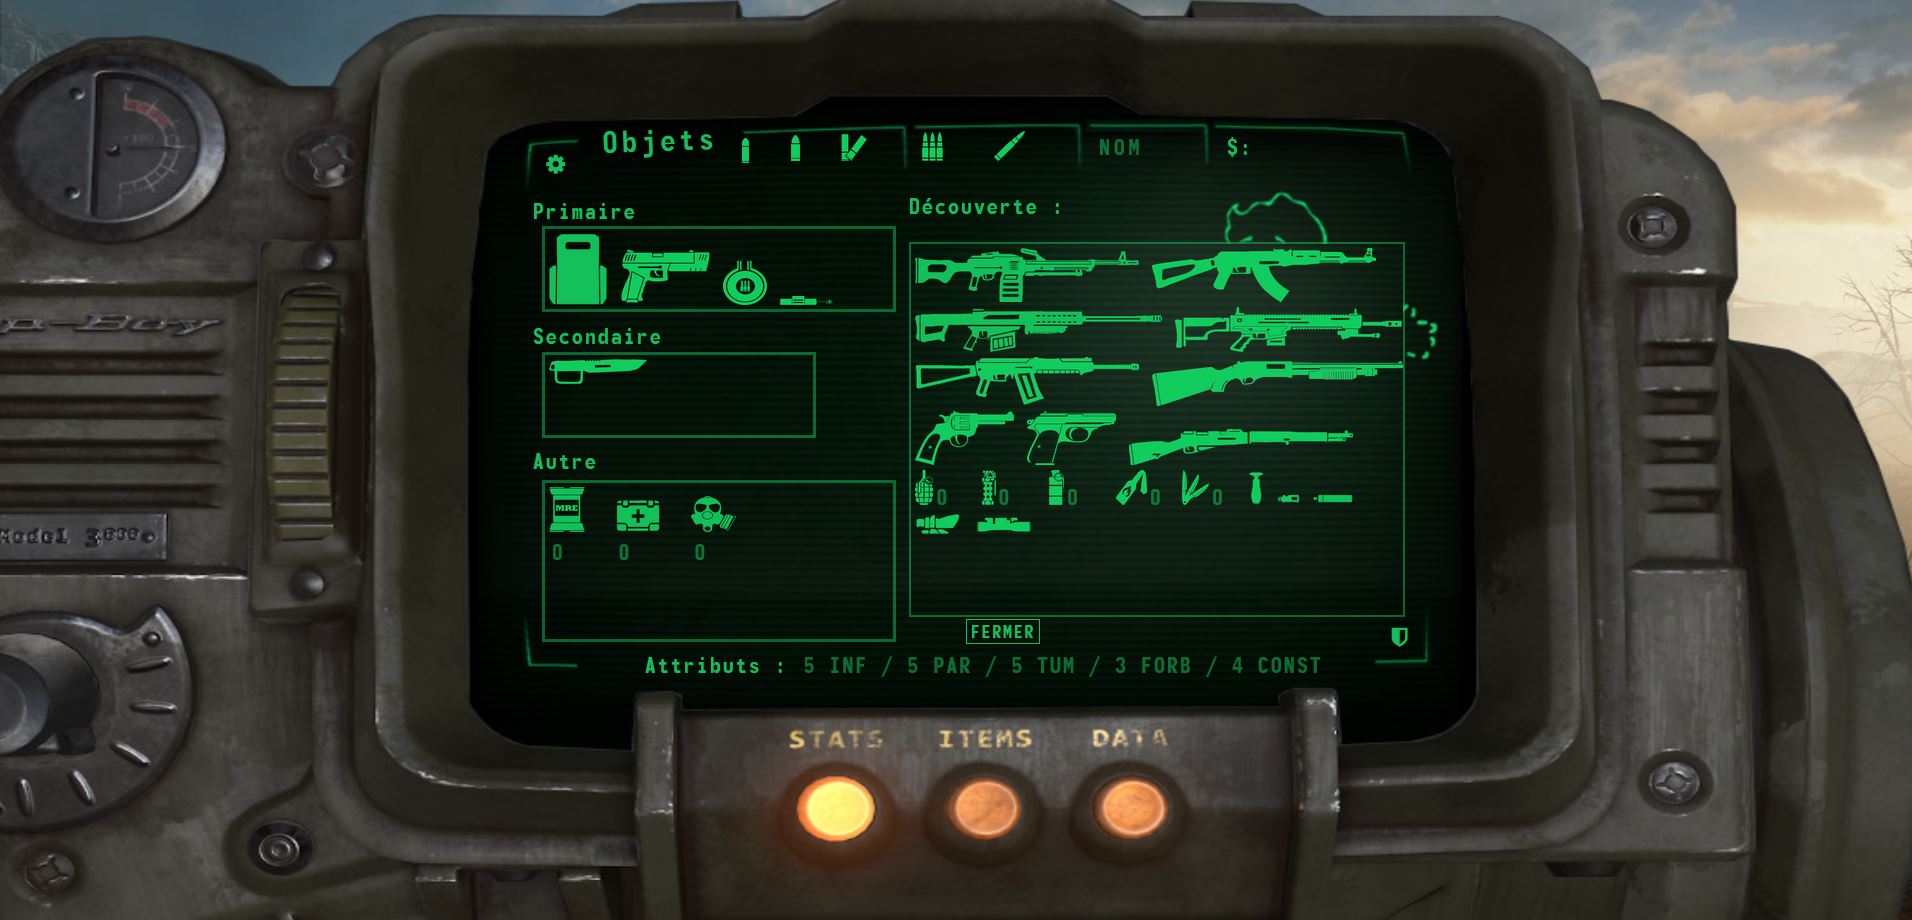 Objets
NOM
$:
Primaire
Découverte :
Secondaire
Autre
MRE
0 0 0
0 0 0 0 0
FERMER
Attributs : 5 INF / 5 PAR / 5 TUM / 3 FORB / 4 CONST
p-Boy
STATS ITEMS DATA